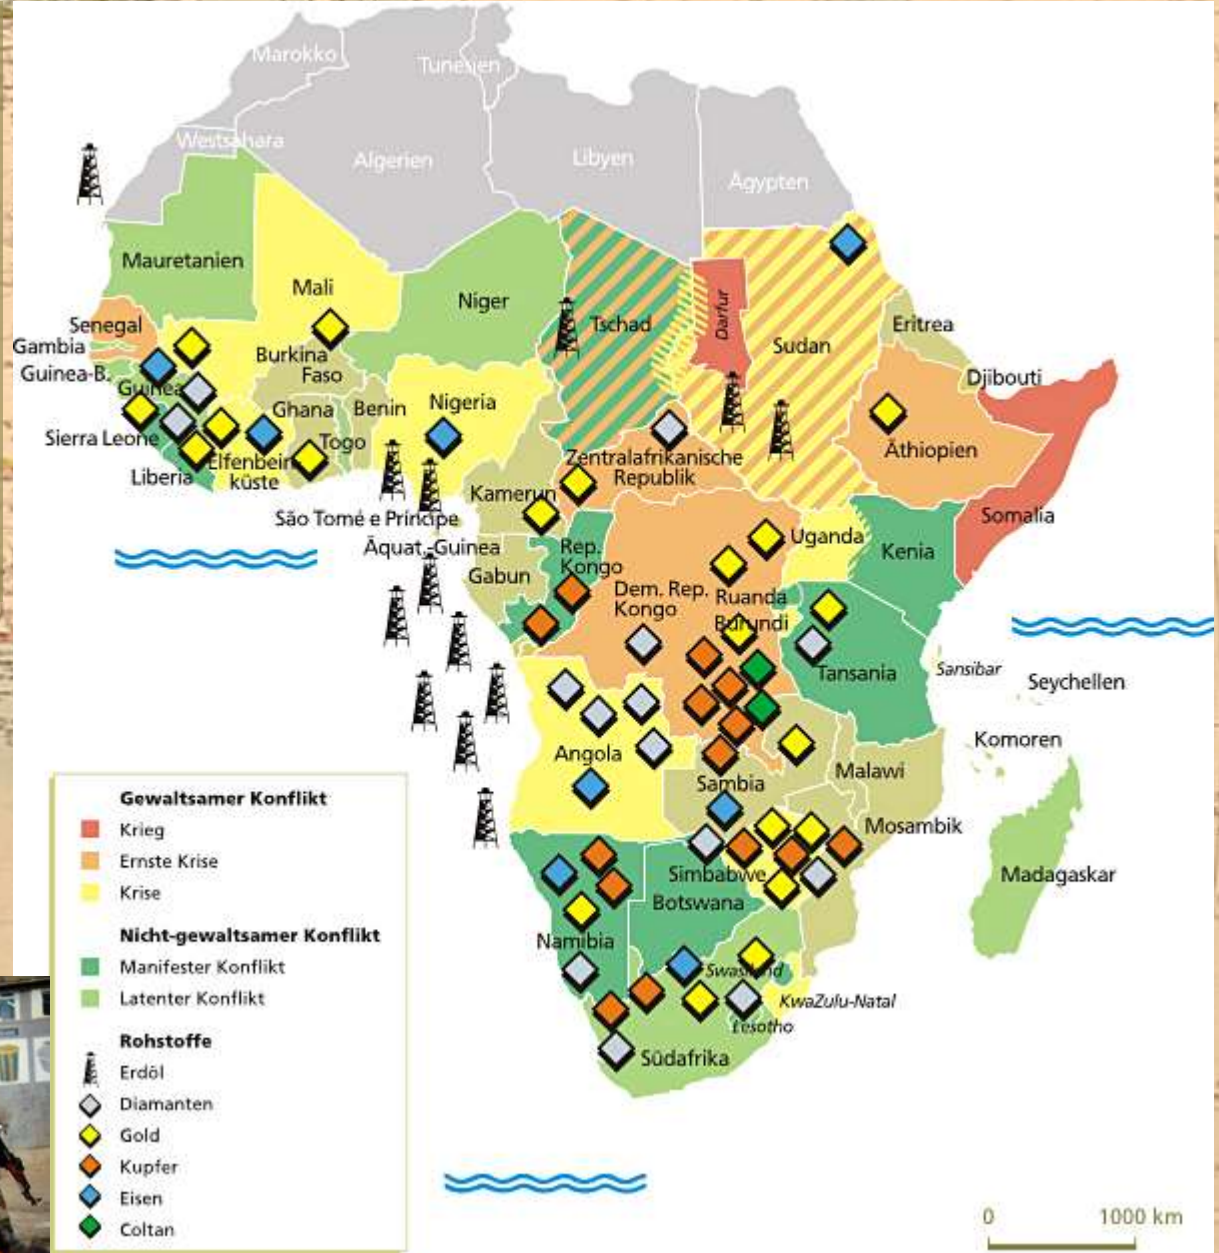 Marokko
Tunesien
Westsahara
Algerien
Libyen
Ägypten
Mauretanien
Mali
Niger
Tschad
Darfur
Sudan
Eritrea
Senegal
Gambia
Guinea-B.
Guinea
Burkina
Faso
Djibouti
Ghana
Benin
Nigeria
Sierra Leone
Togo
Äthiopien
Liberia
Elfenbein
küste
Zentralafrikanische
Republik
Kamerun
São Tomé e Príncipe
Somalia
Äquat.-Guinea
Rep.
Kongo
Uganda
Kenia
Gabun
Dem. Rep.
Kongo
Ruanda
Burundi
Tansania
Sansibar
Seychellen
Komoren
Angola
Sambia
Malawi
Mosambik
Simbabwe
Botswana
Madagaskar
Namibia
Swasiland
KwaZulu-Natal
Lesotho
Südafrika
Gewaltsamer Konflikt
Krieg
Ernste Krise
Krise
Nicht-gewaltsamer Konflikt
Manifester Konflikt
Latenter Konflikt
Rohstoffe
Erdöl
Diamanten
Gold
Kupfer
Eisen
Coltan
0 1000 km